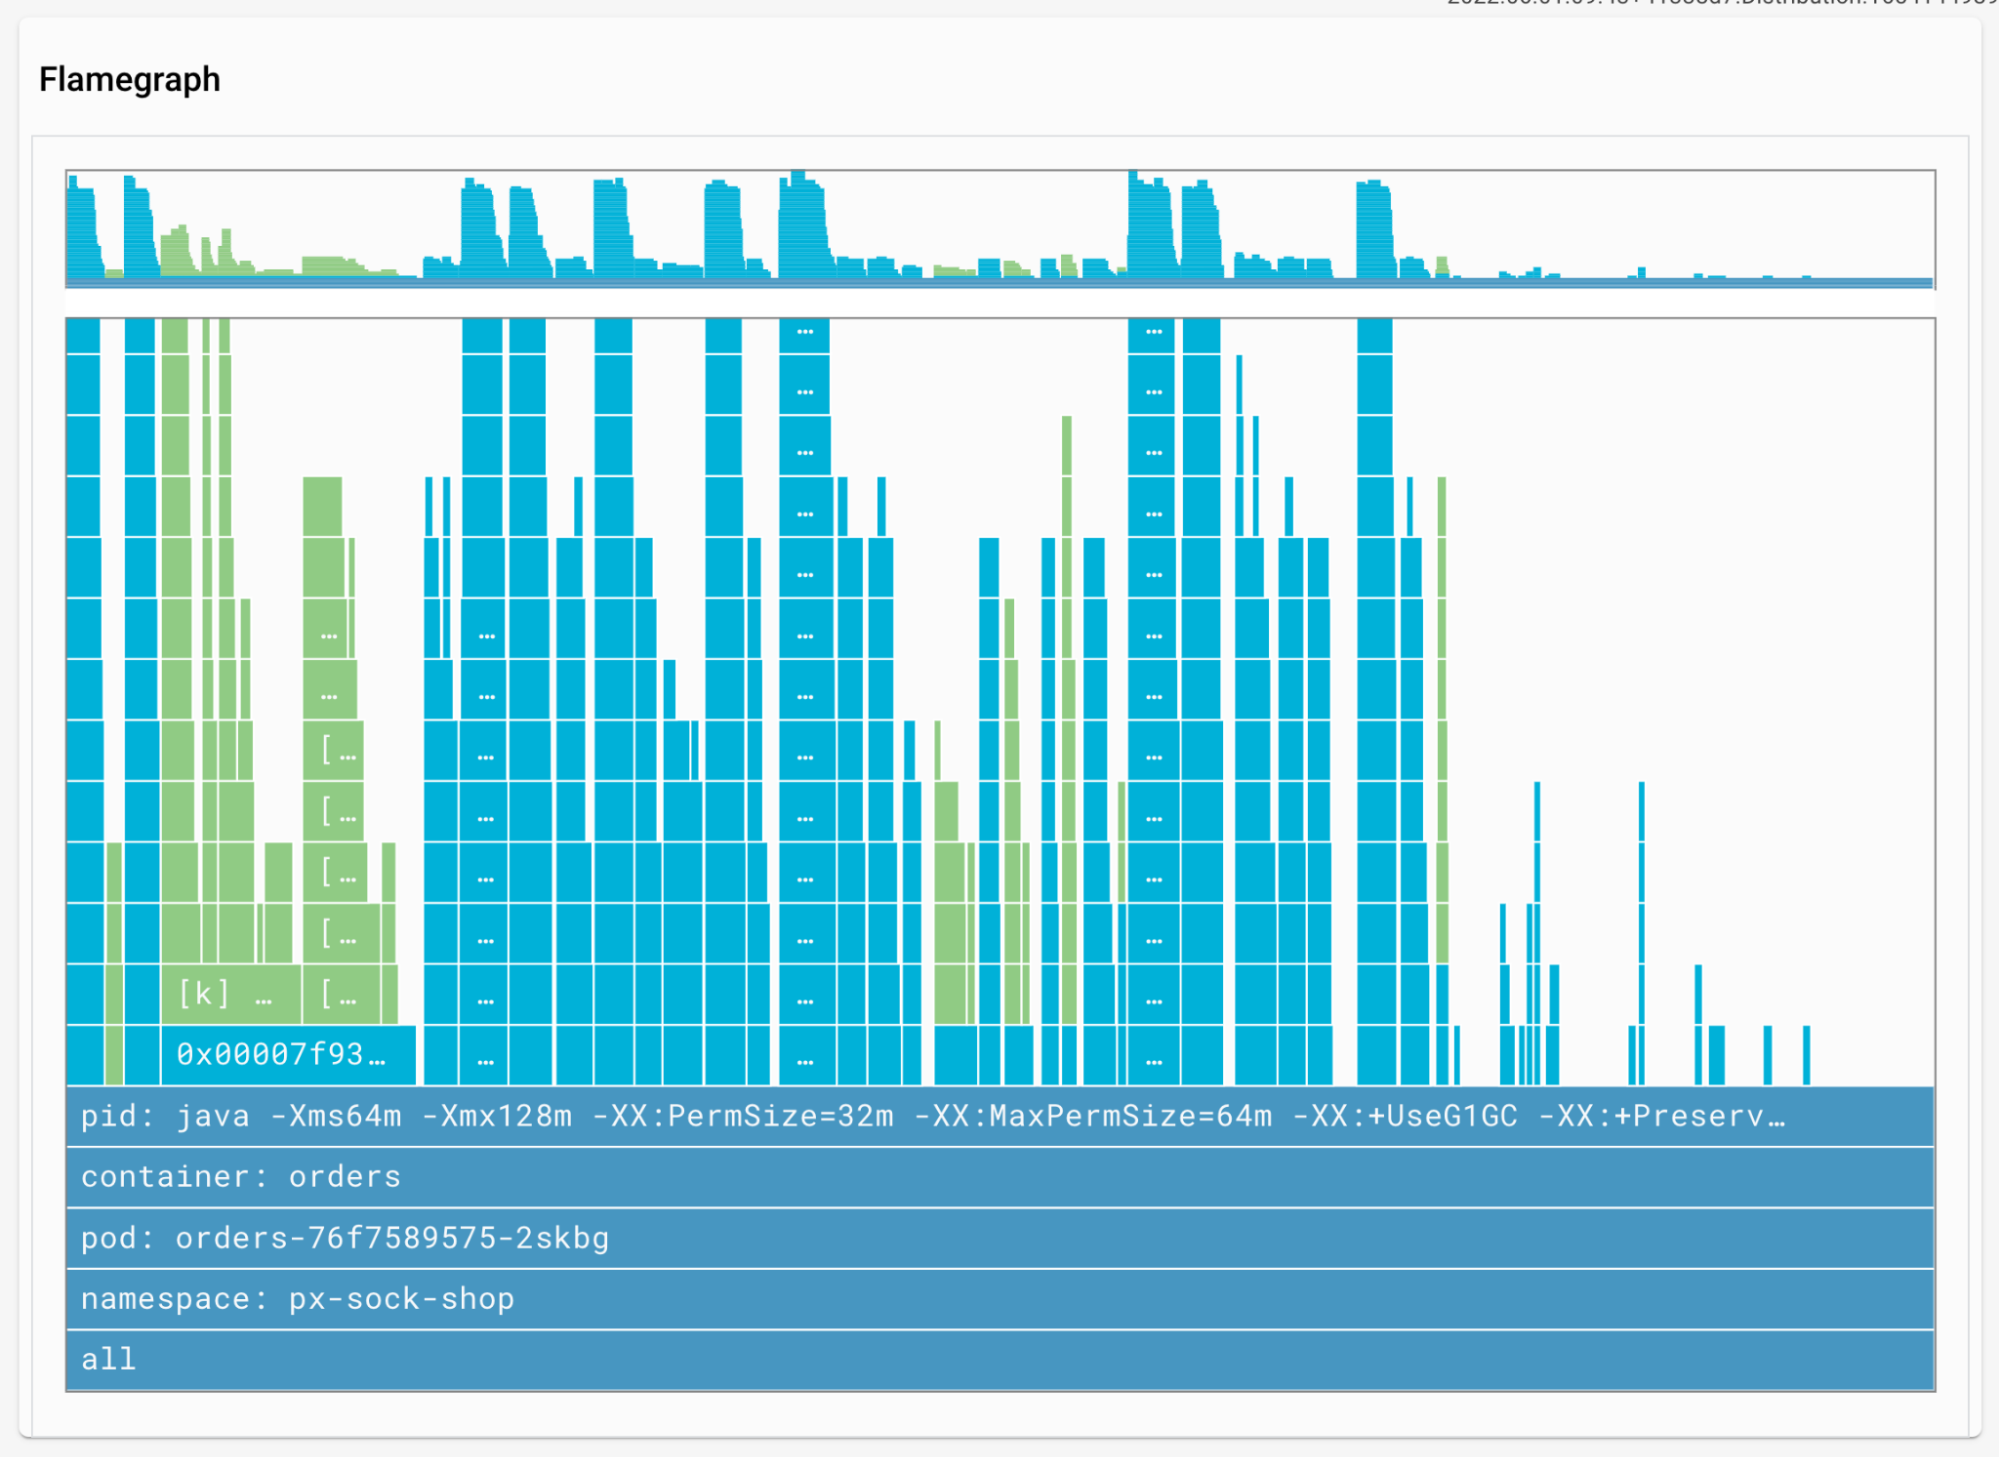 Flamegraph
…
…
…
…
…
…
…
…
…
…
… … … …
… … … …
[ … … … …
[ … … … …
[ … … … …
[ … … … …
[k] … [ … … … …
0x00007f93… … … …
pid: java -Xms64m -Xmx128m -XX:PermSize=32m -XX:MaxPermSize=64m -XX:+UseG1GC -XX:+Preserv…
container: orders
pod: orders-76f7589575-2skbg
namespace: px-sock-shop
all